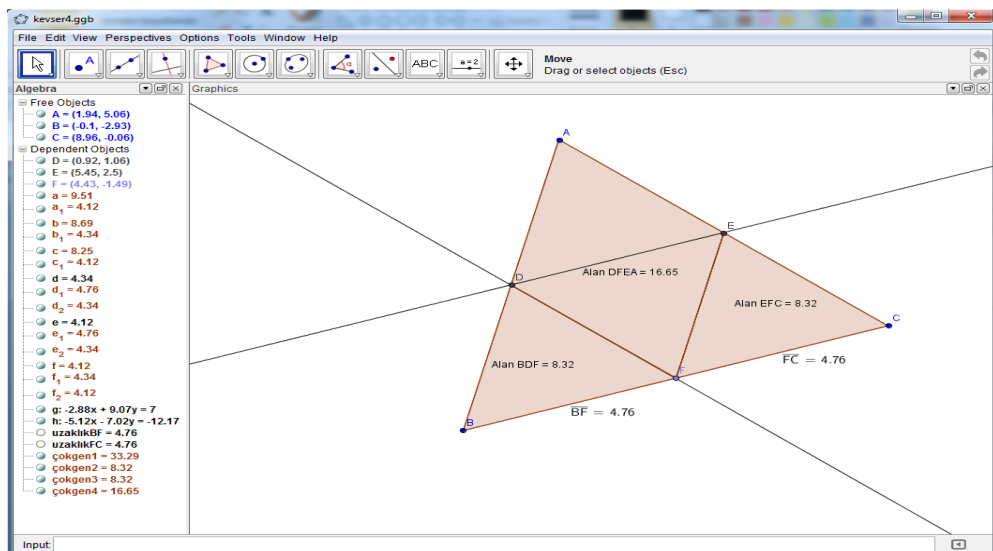 kevser4.ggb
File Edit View Perspectives Options Tools Window Help
A
α
ABC
a=2
Move
Drag or select objects (Esc)
Algebra
Graphics
Free Objects
A = (1.94, 5.06)
B = (-0.1, -2.93)
C = (8.96, -0.06)
Dependent Objects
D = (0.92, 1.06)
E = (5.45, 2.5)
F = (4.43, -1.49)
a = 9.51
a₁ = 4.12
b = 8.69
b₁ = 4.34
c = 8.25
c₁ = 4.12
d = 4.34
d₁ = 4.76
d₂ = 4.34
e = 4.12
e₁ = 4.76
e₂ = 4.34
f = 4.12
f₁ = 4.34
f₂ = 4.12
g: -2.88x + 9.07y = 7
h: -5.12x - 7.02y = -12.17
uzaklıkBF = 4.76
uzaklıkFC = 4.76
çokgen1 = 33.29
çokgen2 = 8.32
çokgen3 = 8.32
çokgen4 = 16.65
A
E
D
Alan DFEA = 16.65
Alan EFC = 8.32
C
FC = 4.76
Alan BDF = 8.32
F
BF = 4.76
B
Input: